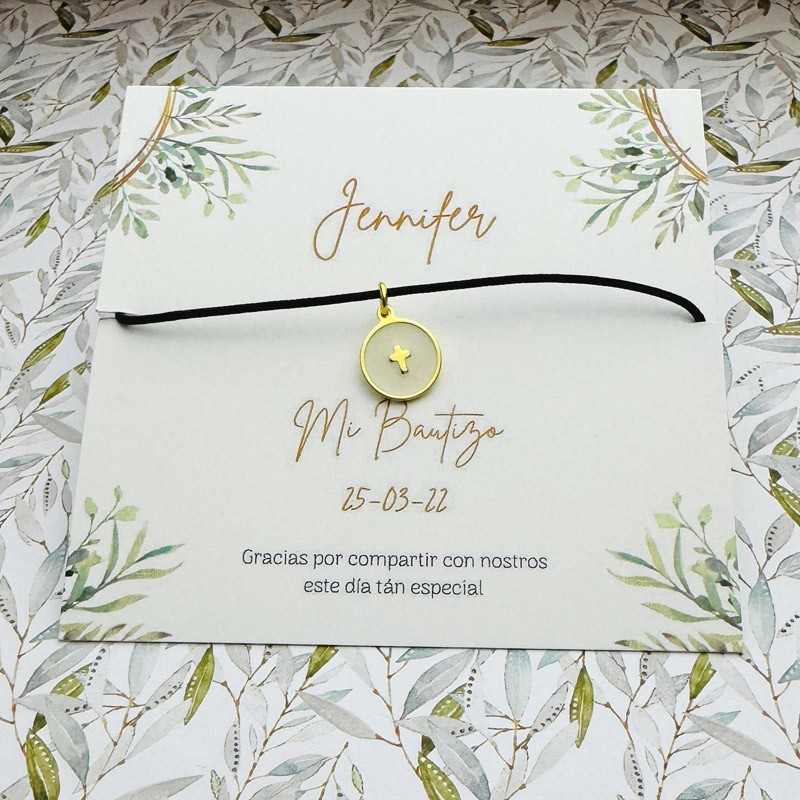 Jennifer
Mi Bautizo
25-03-22
Gracias por compartir con nostros
este día tán especial